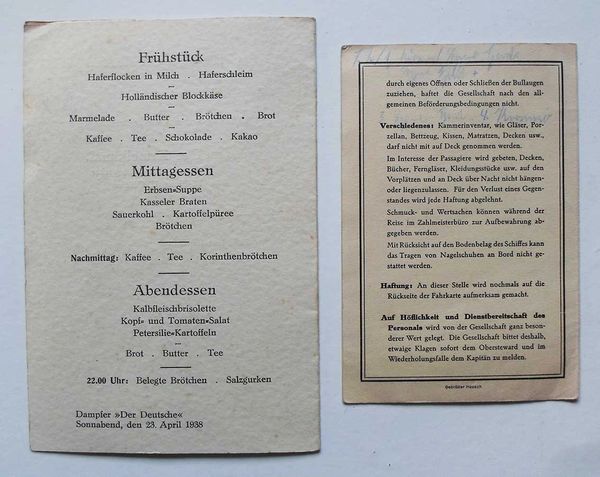 Frühstück
Haferflocken in Milch . Haferschleim
Holländischer Blockkäse
Marmelade . Butter . Brötchen . Brot
Kaffee . Tee . Schokolade . Kakao
Mittagessen
Erbsen=Suppe
Kasseler Braten
Sauerkohl . Kartoffelpüree
Brötchen
Nachmittag: Kaffee . Tee . Korinthenbrötchen
Abendessen
Kalbfleischbrisolette
Kopf= und Tomaten=Salat
Petersilie=Kartoffeln
Brot . Butter . Tee
22.00 Uhr: Belegte Brötchen . Salzgurken
Dampfer »Der Deutsche«
Sonnabend, den 23. April 1938
durch eigenes Öffnen oder Schließen der Bullaugen
zuziehen, haftet die Gesellschaft nach den all-
gemeinen Beförderungsbedingungen nicht.
Verschiedenes: Kammerinventar, wie Gläser, Por-
zellan, Bettzeug, Kissen, Matratzen, Decken usw.,
darf nicht mit auf Deck genommen werden.
Im Interesse der Passagiere wird gebeten, Decken,
Bücher, Ferngläser, Kleidungsstücke usw. auf den
Vorplätzen und an Deck über Nacht nicht hängen-
oder liegenzulassen. Für den Verlust eines Gegen-
standes wird jede Haftung abgelehnt.
Schmuck- und Wertsachen können während der
Reise im Zahlmeisterbüro zur Aufbewahrung ab-
gegeben werden.
Mit Rücksicht auf den Bodenbelag des Schiffes kann
das Tragen von Nagelschuhen an Bord nicht ge-
stattet werden.
Haftung: An dieser Stelle wird nochmals auf die
Rückseite der Fahrkarte aufmerksam gemacht.
Auf Höflichkeit und Dienstbereitschaft des
Personals wird von der Gesellschaft ganz beson-
derer Wert gelegt. Die Gesellschaft bittet deshalb,
etwaige Klagen sofort dem Obersteward und im
Wiederholungsfalle dem Kapitän zu melden.
Gebrüder Heesch